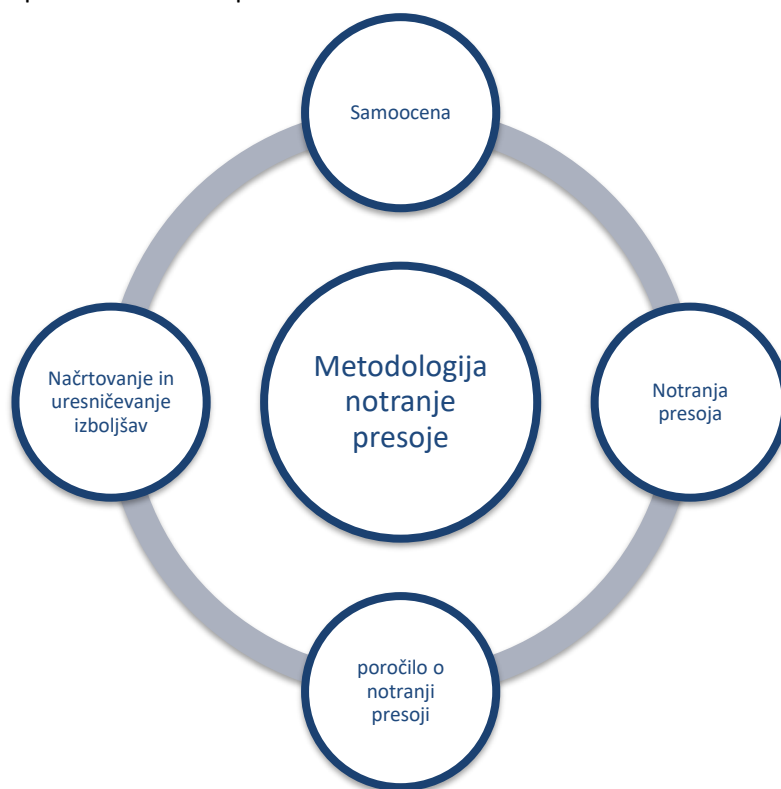 Samoocena
Načrtovanje in
uresničevanje
izboljšav
Metodologija
notranje
presoje
Notranja
presoja
poročilo o
notranji
presoji